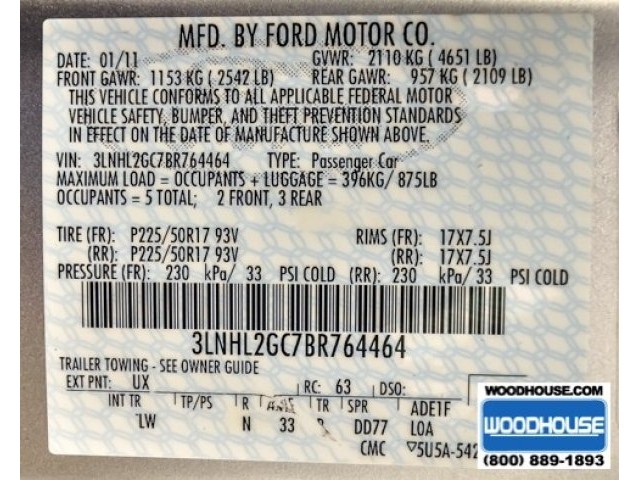 MFD. BY FORD MOTOR CO.
DATE: 01/11 GVWR: 2110 KG (4651 LB)
FRONT GAWR: 1153 KG (2542 LB) REAR GAWR: 957 KG (2109 LB)
THIS VEHICLE CONFORMS TO ALL APPLICABLE FEDERAL MOTOR
VEHICLE SAFETY, BUMPER, AND THEFT PREVENTION STANDARDS
IN EFFECT ON THE DATE OF MANUFACTURE SHOWN ABOVE.
VIN: 3LNHL2GC7BR764464 TYPE: Passenger Car
MAXIMUM LOAD = OCCUPANTS + LUGGAGE = 396KG/ 875LB
OCCUPANTS = 5 TOTAL; 2 FRONT, 3 REAR
TIRE (FR): P225/50R17 93V RIMS (FR): 17X7.5J
(RR): P225/50R17 93V (RR): 17X7.5J
PRESSURE (FR): 230 kPa/ 33 PSI COLD (RR): 230 kPa/ 33 PSI COLD
3LNHL2GC7BR764464
TRAILER TOWING - SEE OWNER GUIDE
EXT PNT: UX RC: 63 DSO:
INT TR TP/PS R AXLE TR SPR ADE1F
ZW N 33 DD77 LOA
CMC ▽5U5A-542
WOODHOUSE.COM
WOODHOUSE
(800) 889-1893